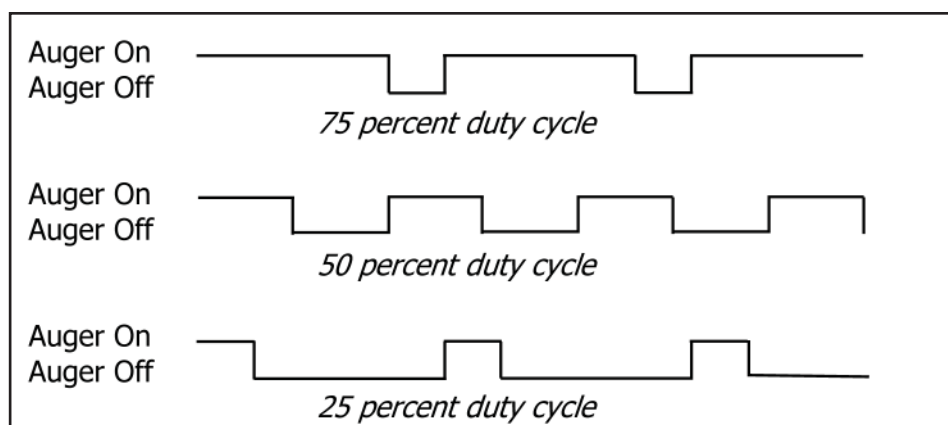 Auger On
Auger Off
75 percent duty cycle
Auger On
Auger Off
50 percent duty cycle
Auger On
Auger Off
25 percent duty cycle